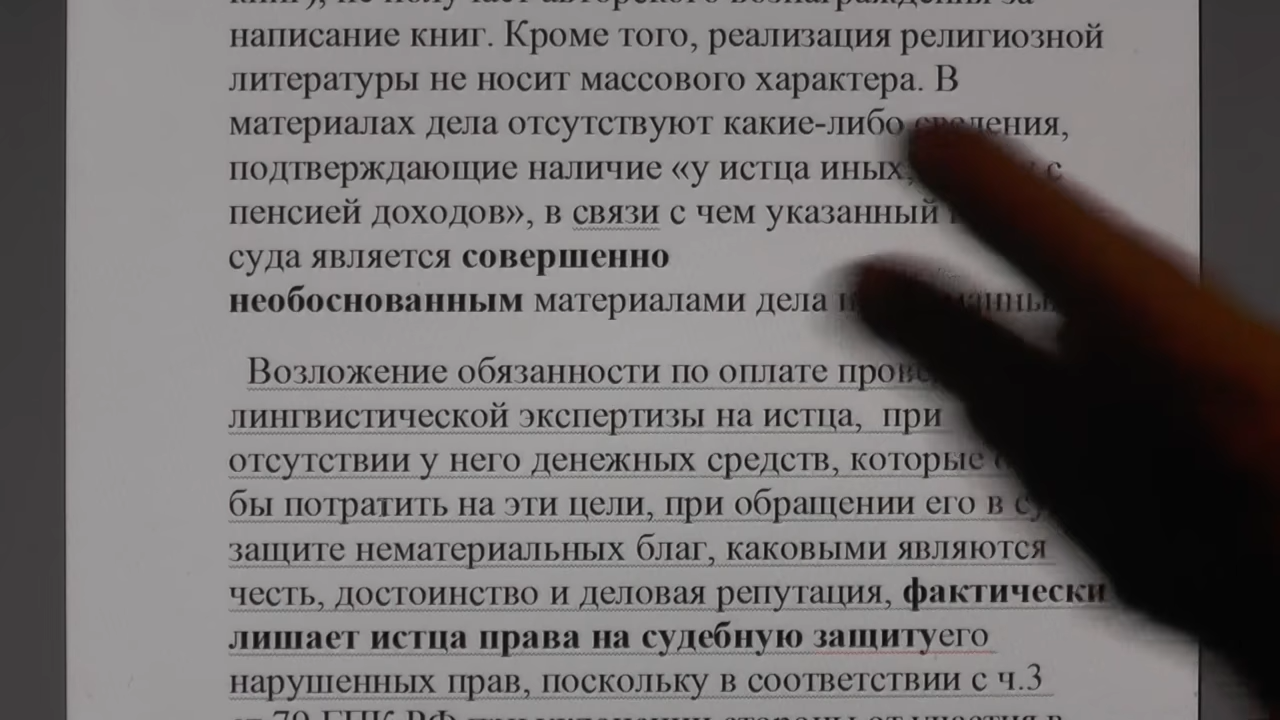 написание книг. Кроме того, реализация религиозной
литературы не носит массового характера. В
материалах дела отсутствуют какие-либо сведения,
подтверждающие наличие «у истца иных, с
пенсией доходов», в связи с чем указанный
суда является совершенно
необоснованным материалами дела
Возложение обязанности по оплате
лингвистической экспертизы на истца, при
отсутствии у него денежных средств, которые
бы потратить на эти цели, при обращении его в
защите нематериальных благ, каковыми являются
честь, достоинство и деловая репутация, фактически
лишает истца права на судебную защитуего
нарушенных прав, поскольку в соответствии с ч.3